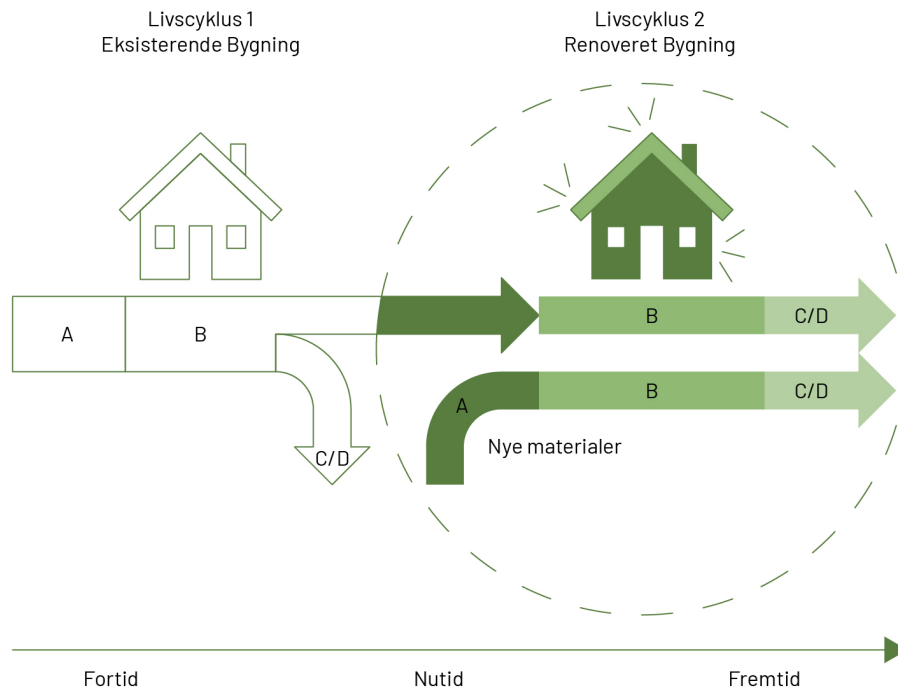 Livscyklus 1
Eksisterende Bygning
Livscyklus 2
Renoveret Bygning
A
B
C/D
B
C/D
A
B
C/D
Nye materialer
Fortid
Nutid
Fremtid